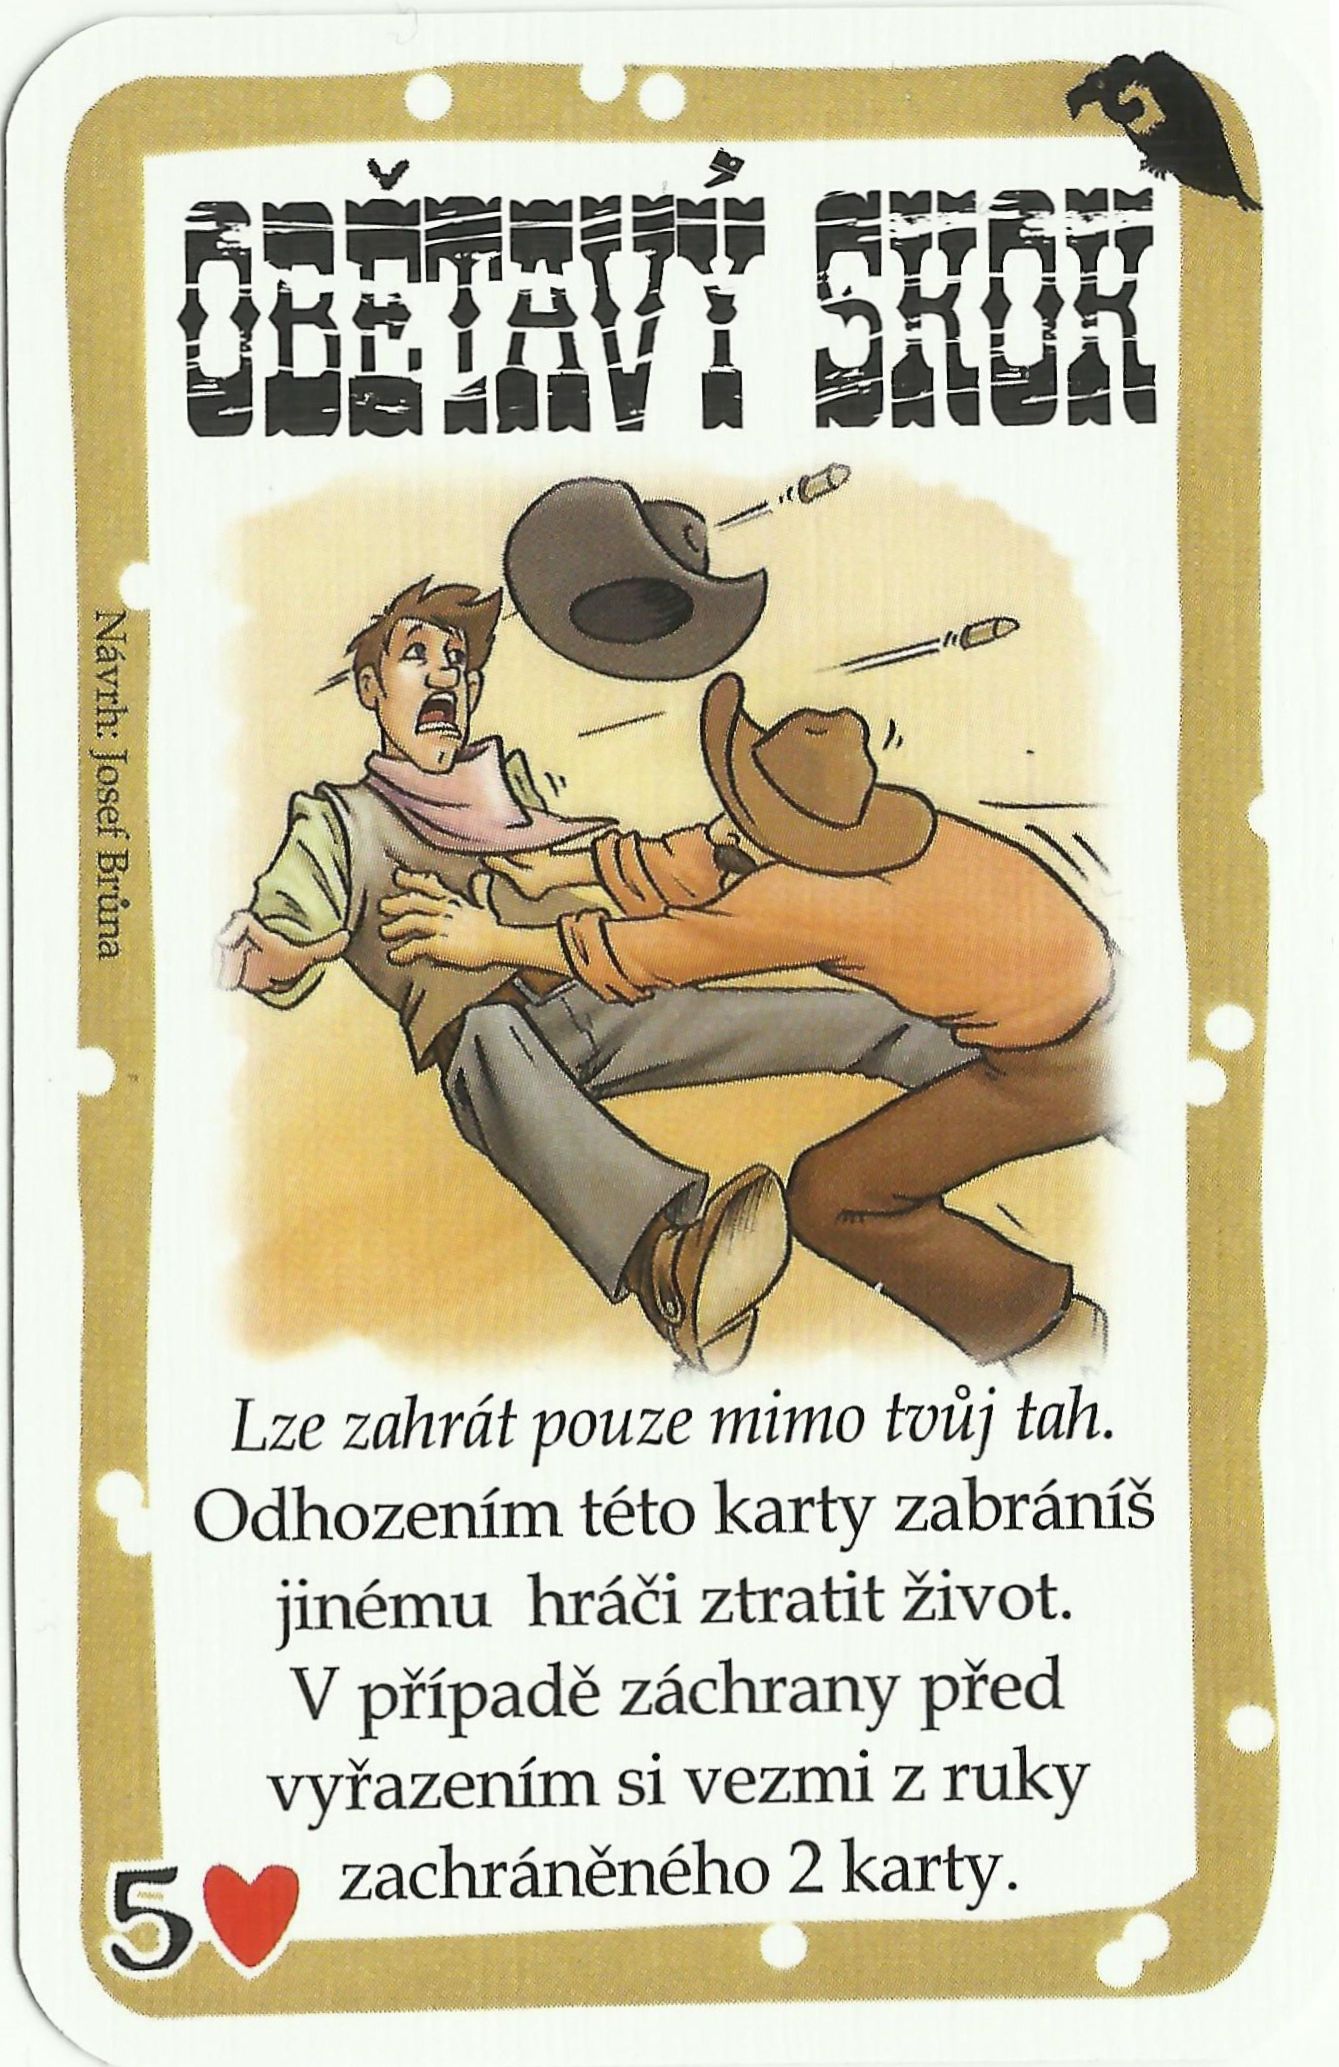 OBĚTAVÝ SKOK
Návrh: Josef Brůna
Lze zahrát pouze mimo tvůj tah.
Odhozením této karty zabráníš
jinému hráči ztratit život.
V případě záchrany před
vyřazením si vezmi z ruky
zachráněného 2 karty.
5